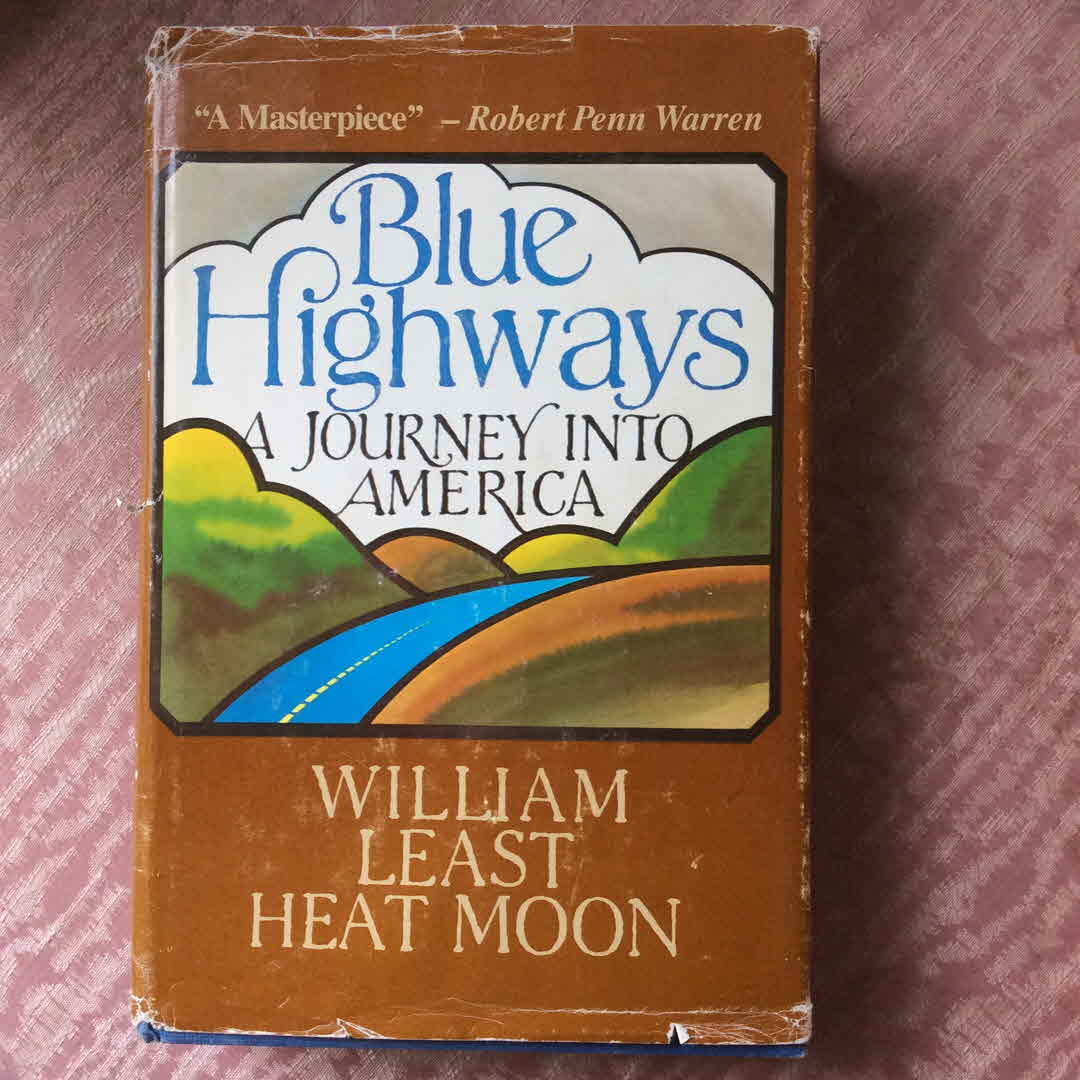 “A Masterpiece” – Robert Penn Warren
Blue
Highways
A JOURNEY INTO
AMERICA
WILLIAM
LEAST
HEAT MOON